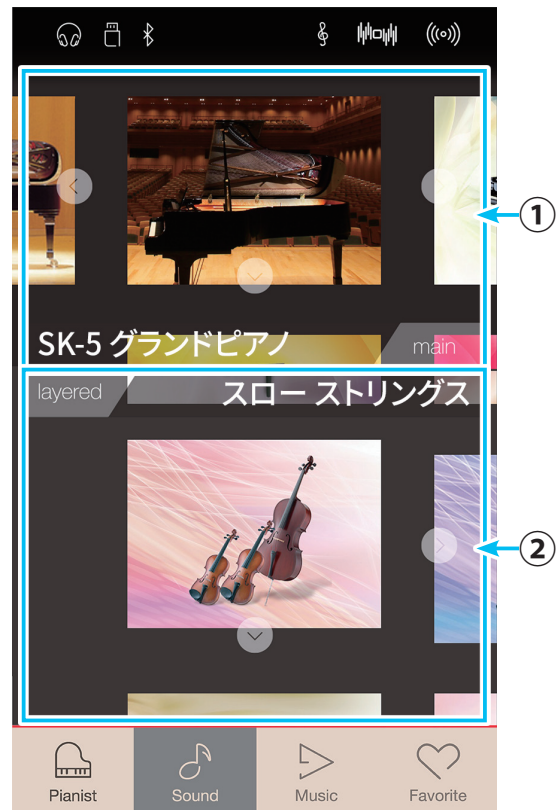 ①
SK-5 グランドピアノ
main
layered
スロー ストリングス
②
Pianist
Sound
Music
Favorite